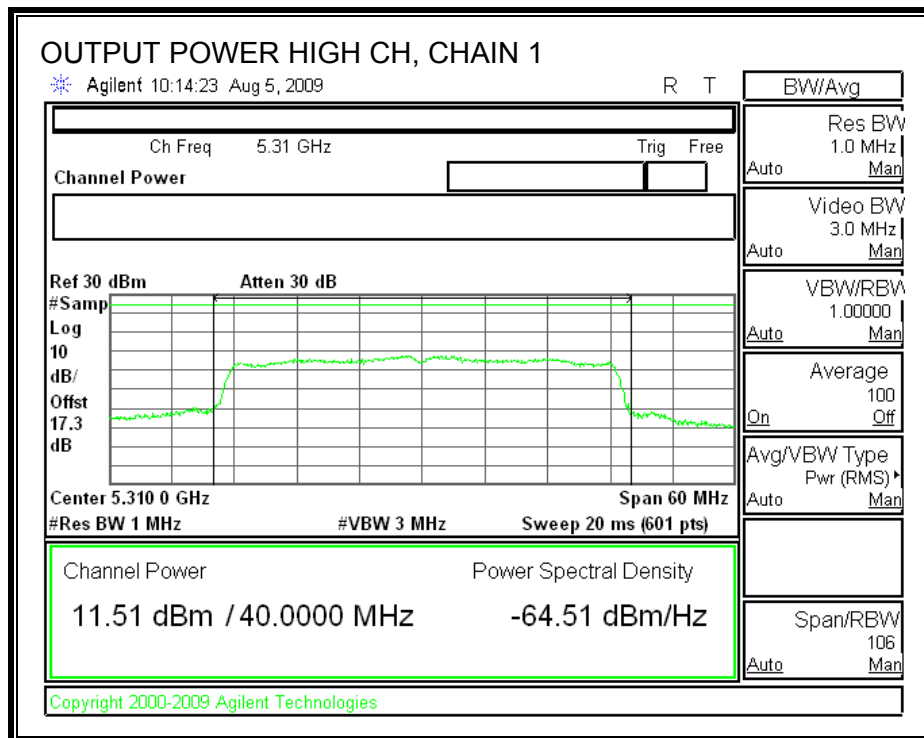 OUTPUT POWER HIGH CH, CHAIN 1
Agilent 10:14:23 Aug 5, 2009
R T
Ch Freq 5.31 GHz
Trig Free
Channel Power
Ref 30 dBm
Atten 30 dB
#Samp
Log
10
dB/
Offst
17.3
dB
Center 5.310 0 GHz
Span 60 MHz
#Res BW 1 MHz
#VBW 3 MHz
Sweep 20 ms (601 pts)
Channel Power
Power Spectral Density
11.51 dBm / 40.0000 MHz
-64.51 dBm/Hz
Copyright 2000-2009 Agilent Technologies
BW/Avg
Res BW
1.0 MHz
Auto Man
Video BW
3.0 MHz
Auto Man
VBW/RBW
1.00000
Auto Man
Average
100
On Off
Avg/VBW Type
Pwr (RMS)
Auto Man
Span/RBW
106
Auto Man